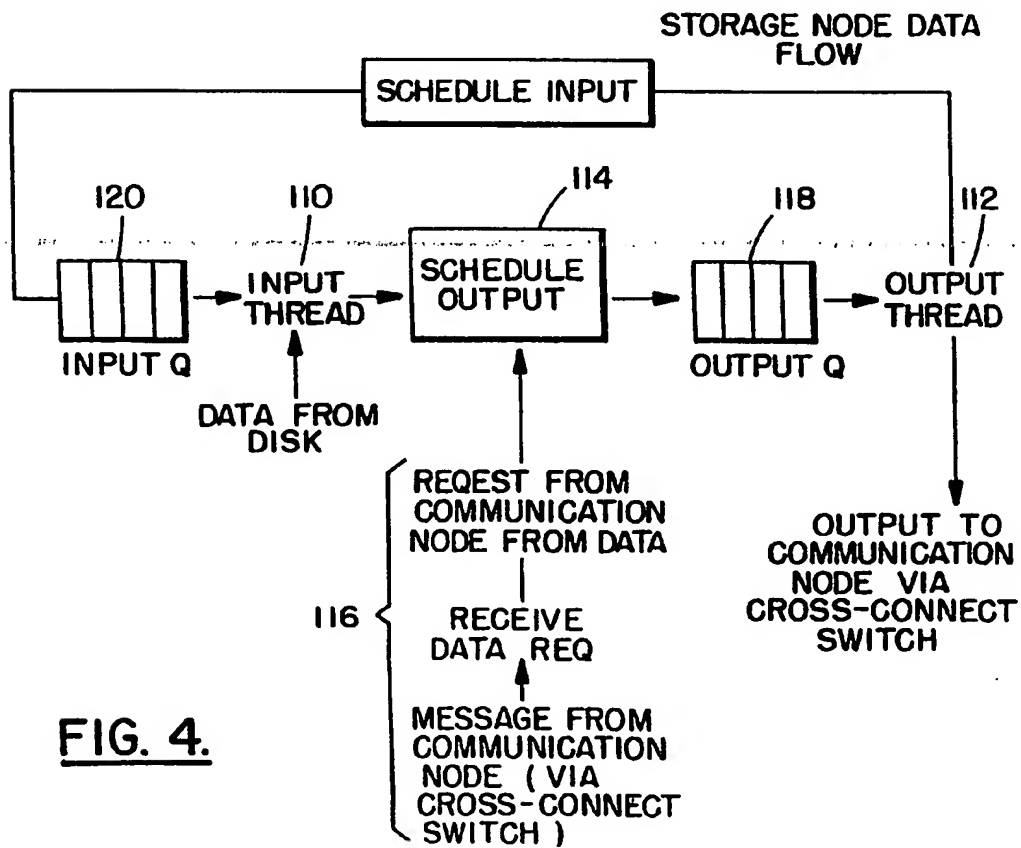 STORAGE NODE DATA
FLOW
SCHEDULE INPUT
120
110
114
118
112
INPUT
THREAD
SCHEDULE
OUTPUT
OUTPUT
THREAD
INPUT Q
OUTPUT Q
DATA FROM
DISK
116
REQEST FROM
COMMUNICATION
NODE FROM DATA
RECEIVE
DATA REQ
MESSAGE FROM
COMMUNICATION
NODE ( VIA
CROSS-CONNECT
SWITCH )
OUTPUT TO
COMMUNICATION
NODE VIA
CROSS-CONNECT
SWITCH
FIG. 4.